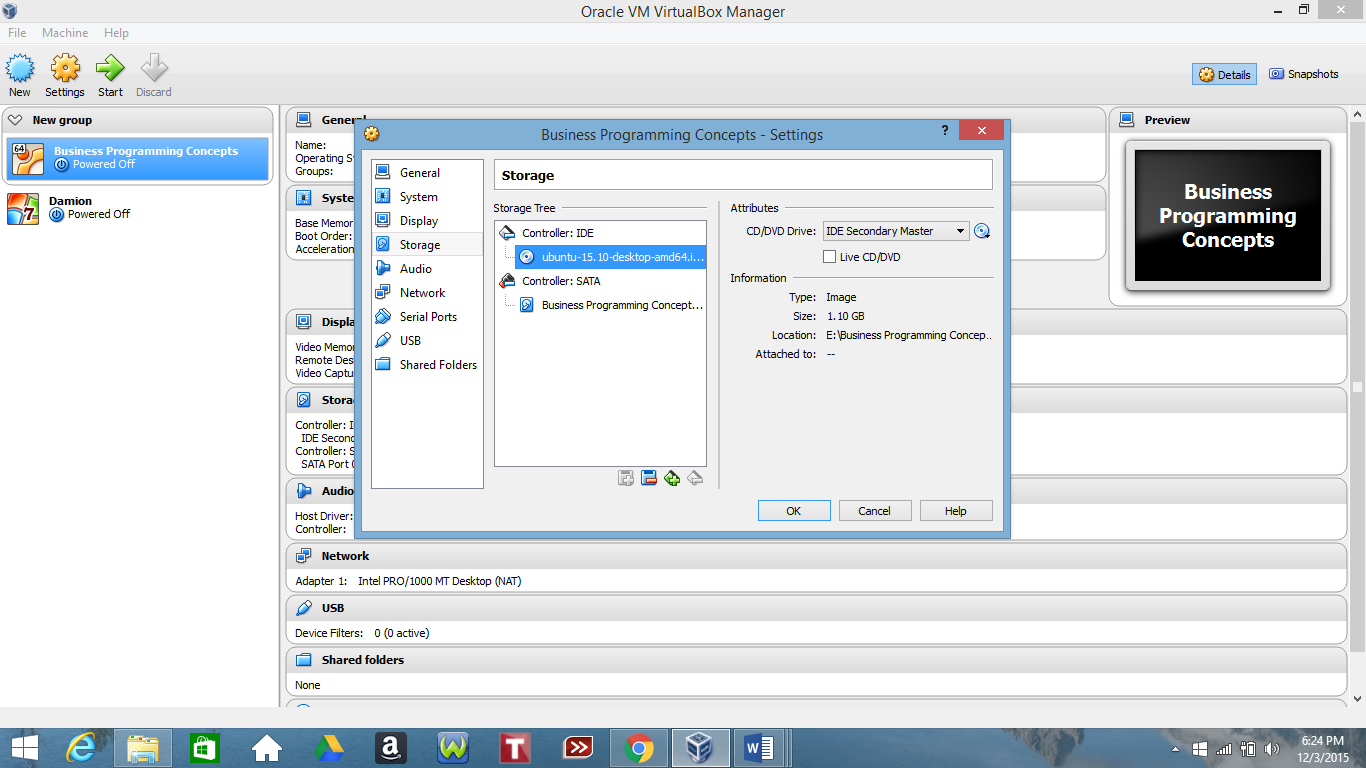 Oracle VM VirtualBox Manager
File Machine Help
New Settings Start Discard
Details Snapshots
New group
64
Business Programming Concepts
Powered Off
7
Damion
Powered Off
General
Name:
Operating Sy
Groups:
Syste
Base Memor
Boot Order:
Acceleration
Displa
Video Memo
Remote Des
Video Captu
Stora
Controller: I
IDE Second
Controller: S
SATA Port (
Audio
Host Driver:
Controller:
Network
Adapter 1: Intel PRO/1000 MT Desktop (NAT)
USB
Device Filters: 0 (0 active)
Shared folders
None
Preview
Business
Programming
Concepts
Business Programming Concepts - Settings
?
General
System
Display
Storage
Audio
Network
Serial Ports
USB
Shared Folders
Storage
Storage Tree
Controller: IDE
ubuntu-15.10-desktop-amd64.i...
Controller: SATA
Business Programming Concept...
Attributes
CD/DVD Drive: IDE Secondary Master
Live CD/DVD
Information
Type: Image
Size: 1.10 GB
Location: E:\Business Programming Concep..
Attached to: --
OK Cancel Help
6:24 PM
12/3/2015